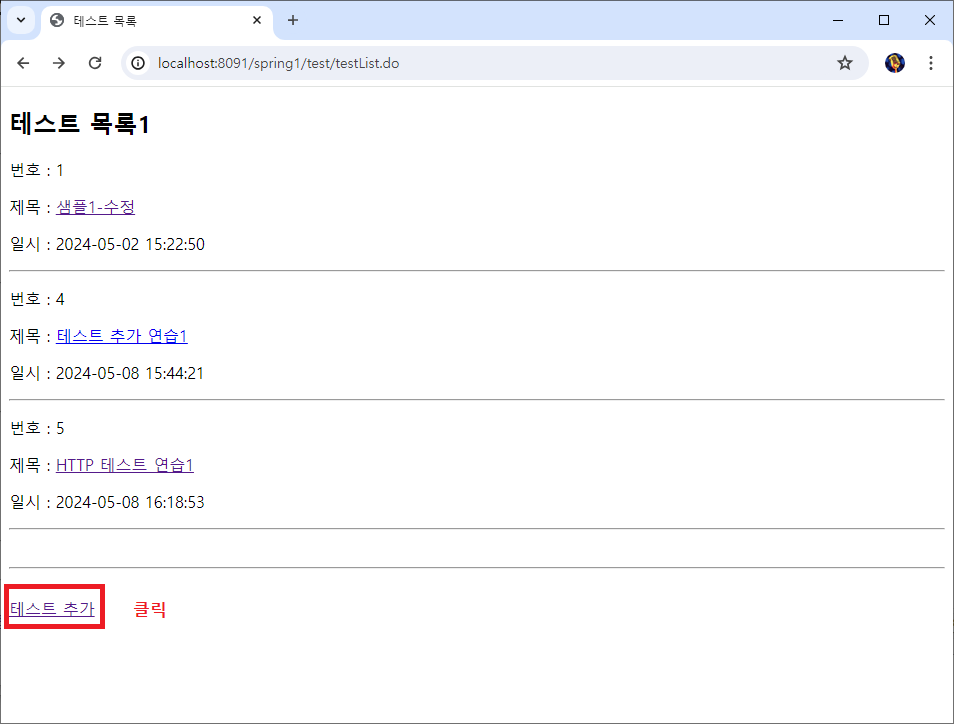 테스트 목록
localhost:8091/spring1/test/testList.do
테스트 목록1
번호 : 1
제목 : 샘플1-수정
일시 : 2024-05-02 15:22:50
번호 : 4
제목 : 테스트 추가 연습1
일시 : 2024-05-08 15:44:21
번호 : 5
제목 : HTTP 테스트 연습1
일시 : 2024-05-08 16:18:53
테스트 추가 클릭